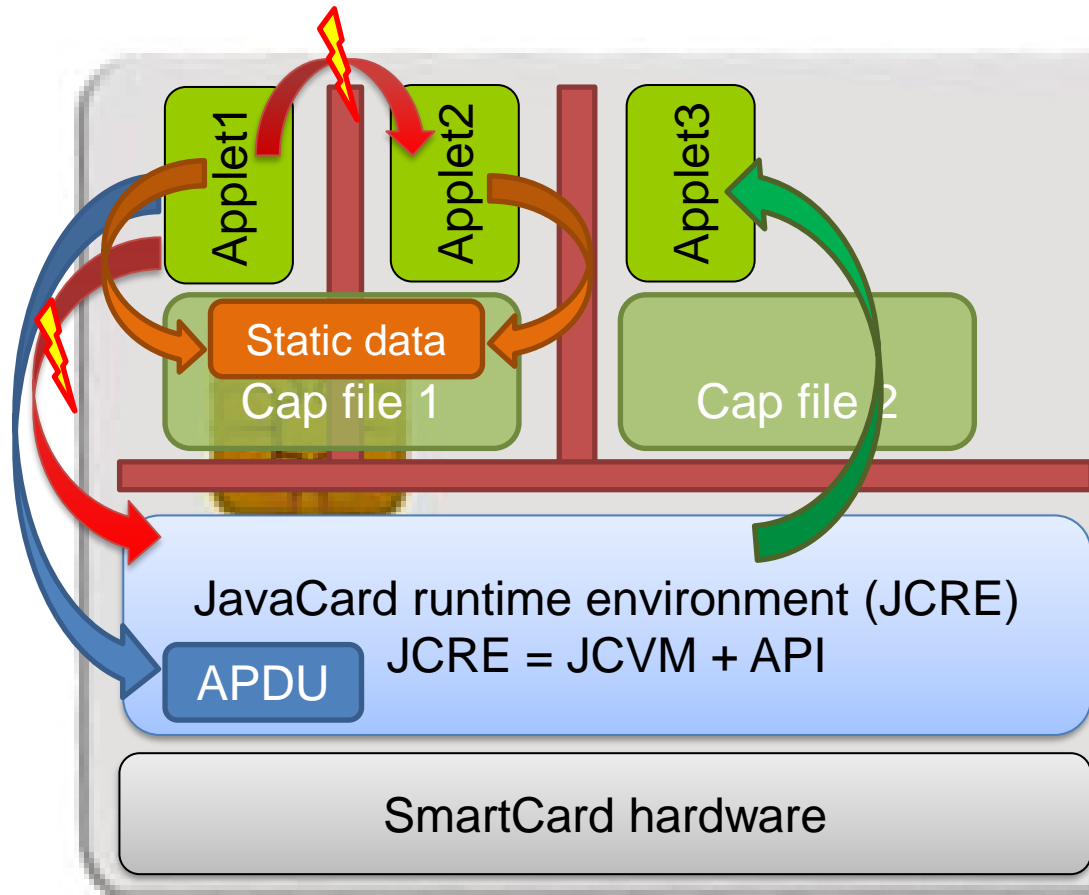 Applet1
Applet2
Applet3
Static data
Cap file 1
Cap file 2
JavaCard runtime environment (JCRE)
JCRE = JCVM + API
APDU
SmartCard hardware